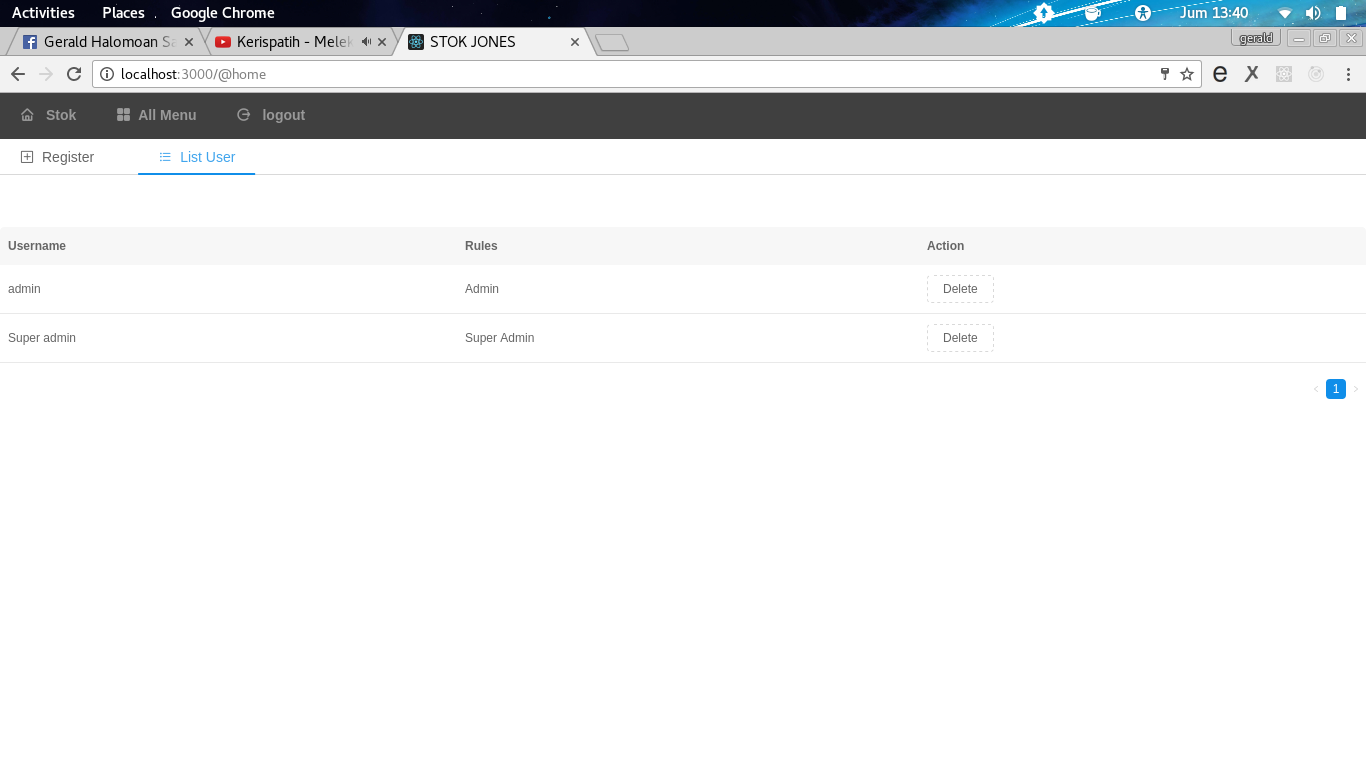 Activities Places Google Chrome Jum 13:40
Gerald Halomoan Sa Kerispatih - Melek STOK JONES gerald
localhost:3000/@home
Stok All Menu logout
Register List User
Username Rules Action
admin Admin Delete
Super admin Super Admin Delete
1